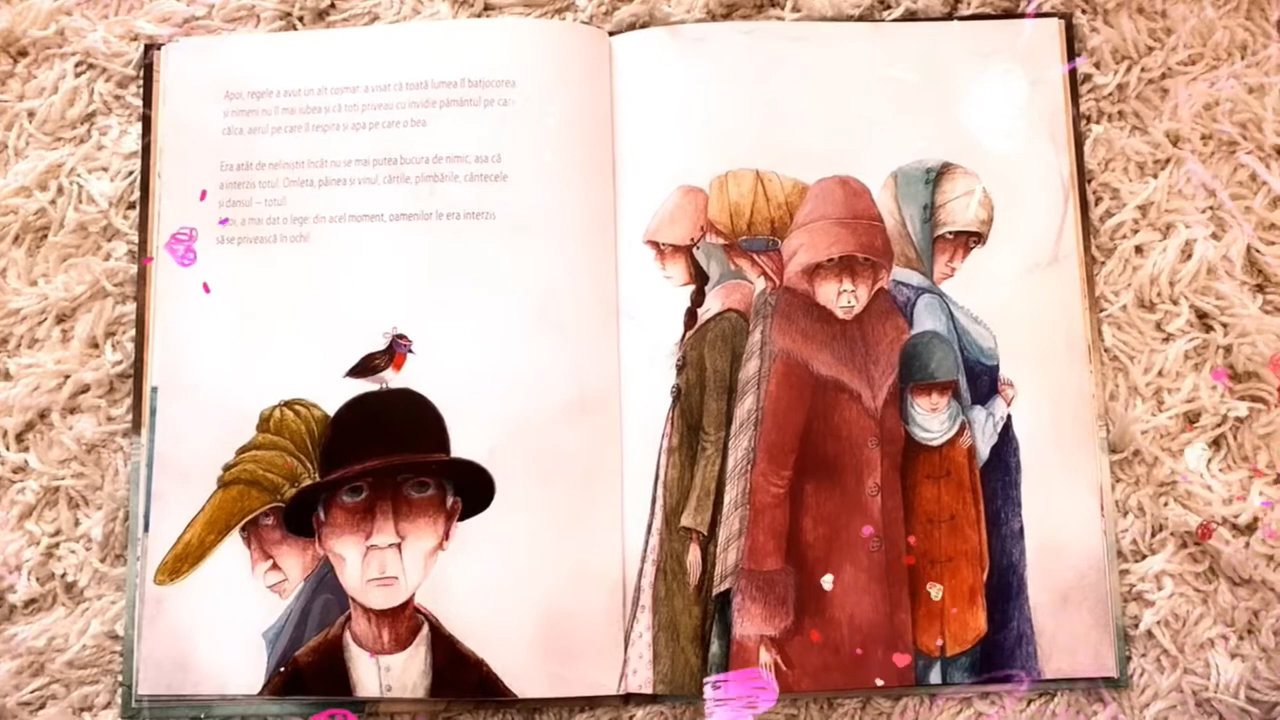 Apoi, regele a avut un alt coșmar: a visat că toată lumea îl batjocorea
și nimeni nu îl mai iubea și că toți priveau cu invidie pământul pe care
călca, aerul pe care îl respira și apa pe care o bea.
Era atât de neliniștit încât nu se mai putea bucura de nimic, așa că
a interzis totul. Omleta, pâinea și vinul, cărțile, plimbările, cântecele
și dansul – totul!
Apoi, a mai dat o lege: din acel moment, oamenilor le era interzis
să se privească în ochi!